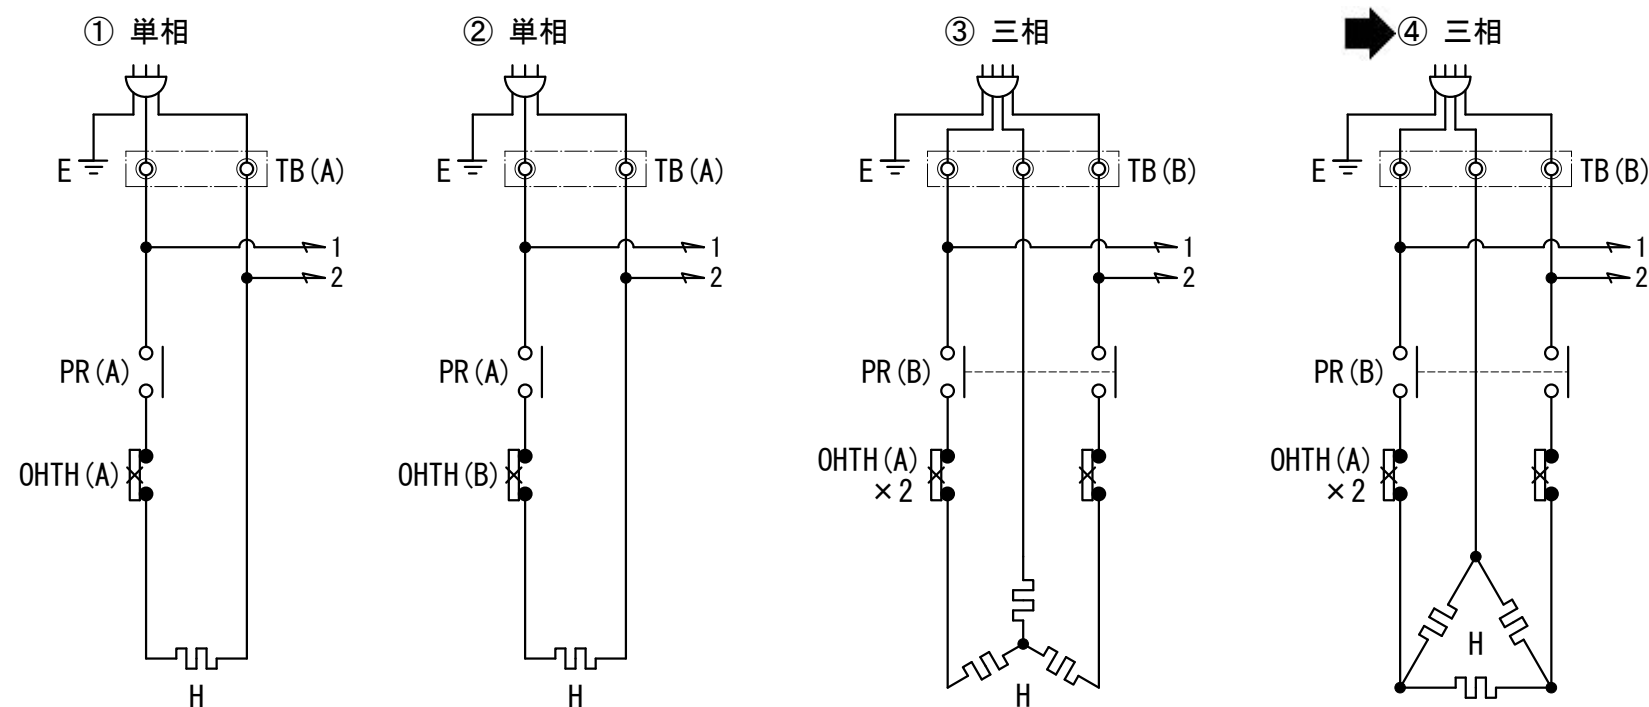 ① 単相
E
TB(A)
1
2
PR(A)
OHTH(A)
H
② 単相
E
TB(A)
1
2
PR(A)
OHTH(B)
H
③ 三相
E
TB(B)
1
2
PR(B)
OHTH(A)
×2
H
④ 三相
E
TB(B)
1
2
PR(B)
OHTH(A)
×2
H